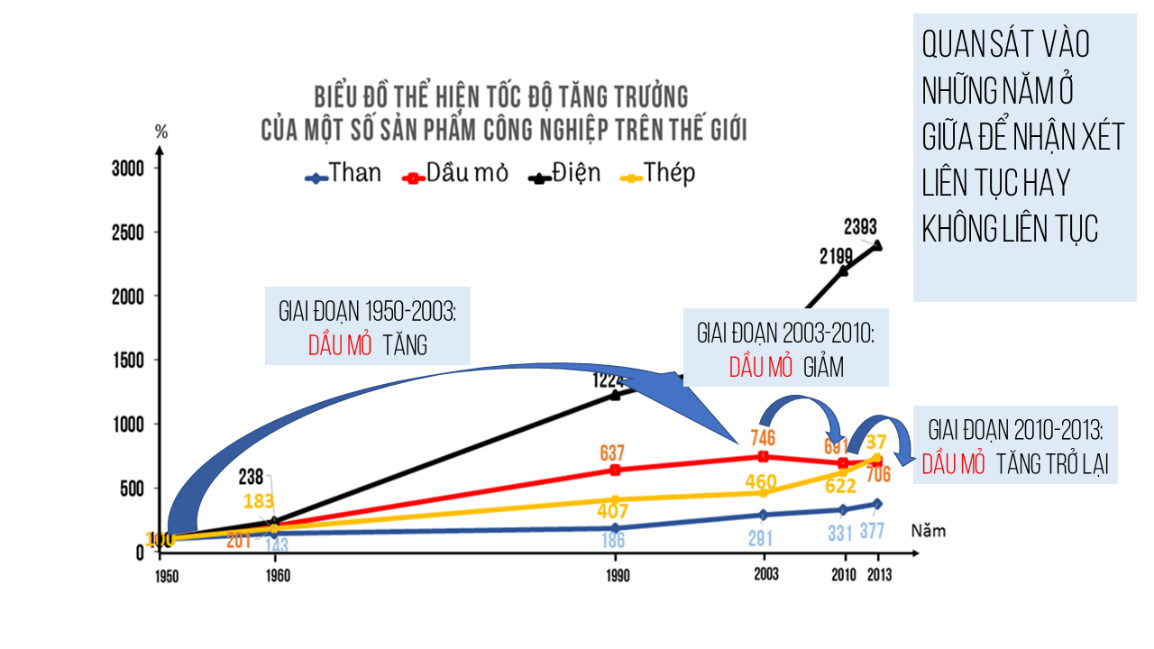 QUAN SÁT VÀO
NHỮNG NĂM Ở
GIỮA ĐỂ NHẬN XÉT
LIÊN TỤC HAY
KHÔNG LIÊN TỤC
BIỂU ĐỒ THỂ HIỆN TỐC ĐỘ TĂNG TRƯỞNG
CỦA MỘT SỐ SẢN PHẨM CÔNG NGHIỆP TRÊN THẾ GIỚI
%
Than Dầu mỏ Điện Thép
3000
2500
2000
1500
1000
500
0
2393
2199
GIAI ĐOẠN 1950-2003:
DẦU MỎ TĂNG
GIAI ĐOẠN 2003-2010:
DẦU MỎ GIẢM
GIAI ĐOẠN 2010-2013:
DẦU MỎ TĂNG TRỞ LẠI
1224
746
691
37
637
706
238
183
460
622
407
100
201
143
186
291
331
377
Năm
1950 1960 1990 2003 2010 2013